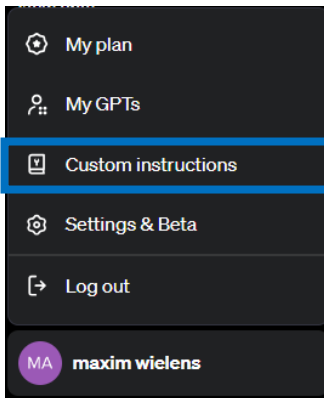 My plan
My GPTs
Custom instructions
Settings & Beta
Log out
MA maxim wielens